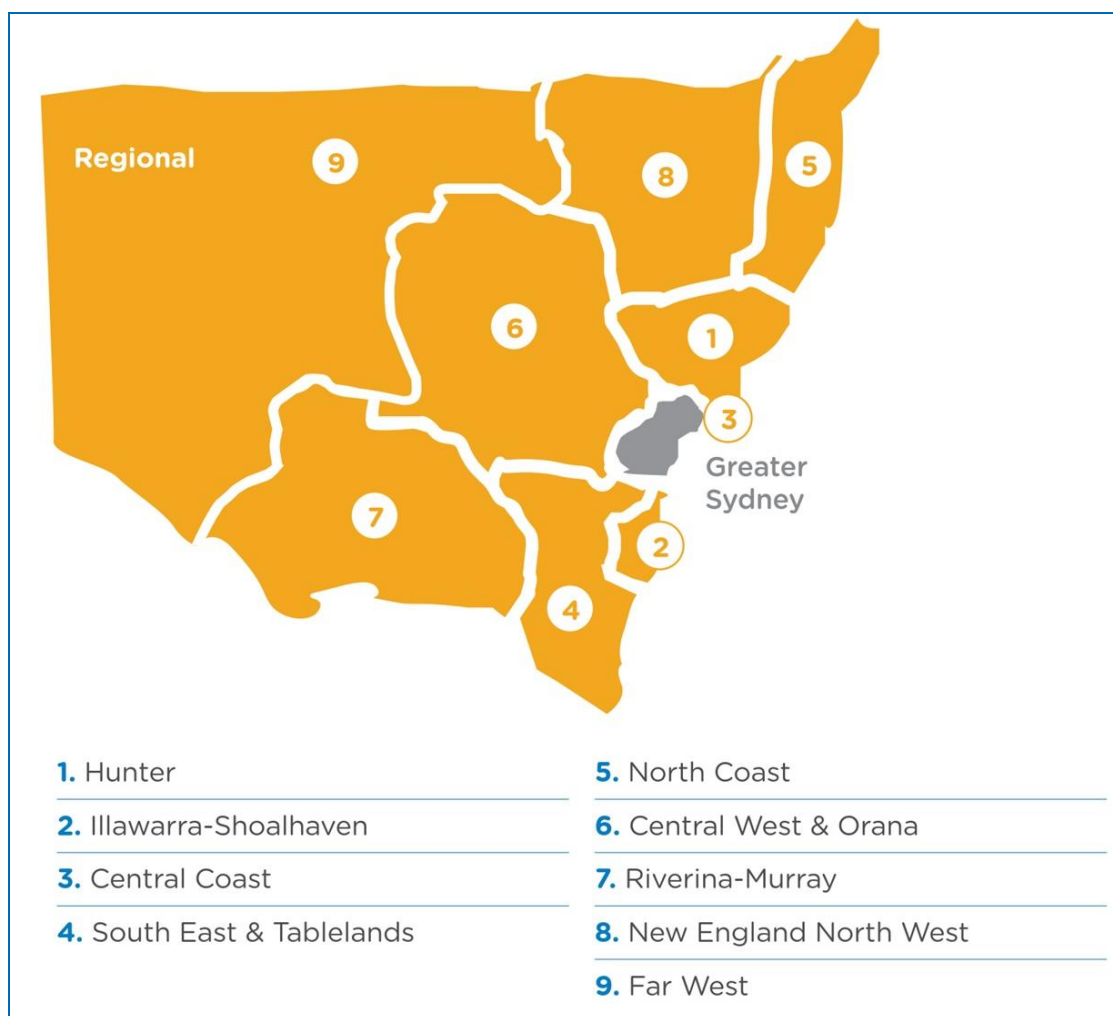 Regional
9
8
5
6
1
3
Greater
Sydney
7
2
4
1. Hunter
2. Illawarra-Shoalhaven
3. Central Coast
4. South East & Tablelands
5. North Coast
6. Central West & Orana
7. Riverina-Murray
8. New England North West
9. Far West